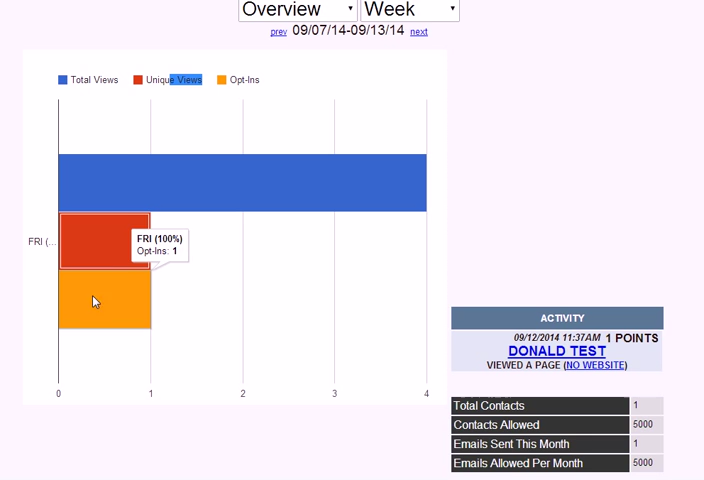 Overview Week
prev 09/07/14-09/13/14 next
Total Views Unique Views Opt-Ins
FRI (...
FRI (100%)
Opt-Ins: 1
0 1 2 3 4
ACTIVITY
09/12/2014 11:37AM 1 POINTS
DONALD TEST
VIEWED A PAGE (NO WEBSITE)
Total Contacts 1
Contacts Allowed 5000
Emails Sent This Month 1
Emails Allowed Per Month 5000